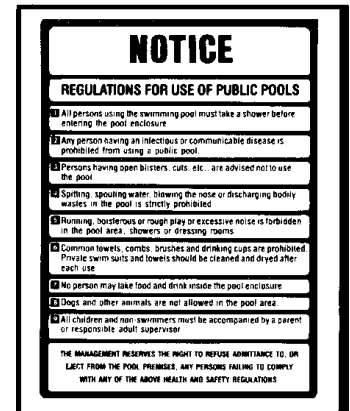 NOTICE
REGULATIONS FOR USE OF PUBLIC POOLS
1 All persons using the swimming pool must take a shower before
entering the pool enclosure
2 Any person having an infectious or communicable disease is
prohibited from using a public pool.
3 Persons having open blisters, cuts, etc., are advised not to use
the pool
4 Spitting, spouting water, blowing the nose or discharging bodily
wastes in the pool is strictly prohibited
5 Running, boisterous or rough play or excessive noise is forbidden
in the pool area, showers or dressing rooms.
6 Common towels, combs, brushes and drinking cups are prohibited.
Private swim suits and towels should be cleaned and dryed after
each use
7 No person may take food and drink inside the pool enclosure
8 Dogs and other animals are not allowed in the pool area.
9 All children and non-swimmers must be accompanied by a parent
or responsible adult supervisor
THE MANAGEMENT RESERVES THE RIGHT TO REFUSE ADMITTANCE TO, OR
EJECT FROM THE POOL PREMISES, ANY PERSONS FAILING TO COMPLY
WITH ANY OF THE ABOVE HEALTH AND SAFETY REGULATIONS